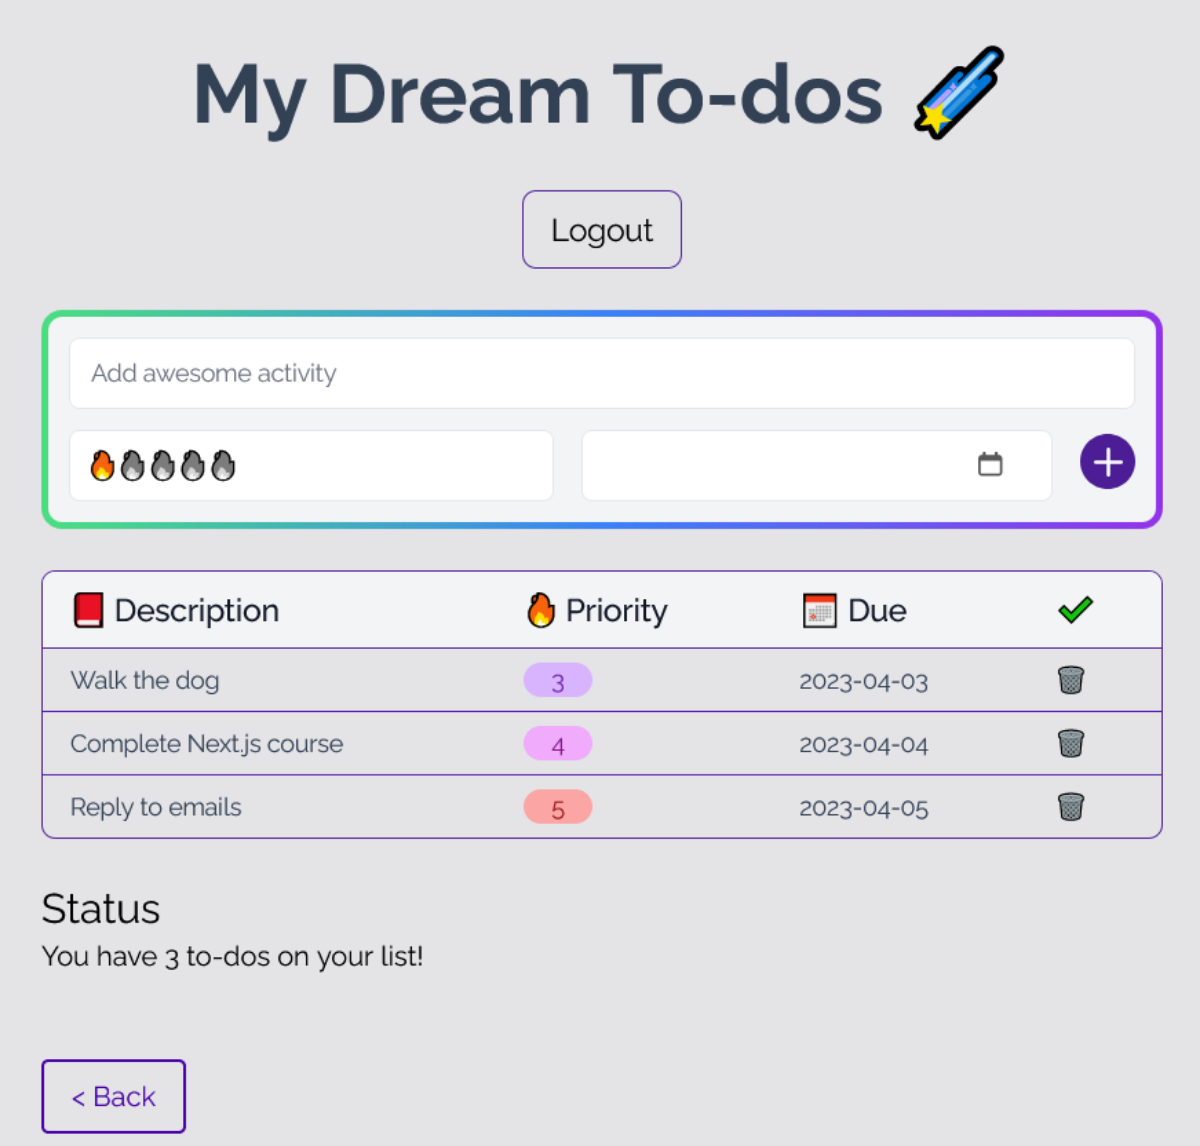 My Dream To-dos
Logout
Add awesome activity
Description Priority Due
Walk the dog 3 2023-04-03
Complete Next.js course 4 2023-04-04
Reply to emails 5 2023-04-05
Status
You have 3 to-dos on your list!
< Back